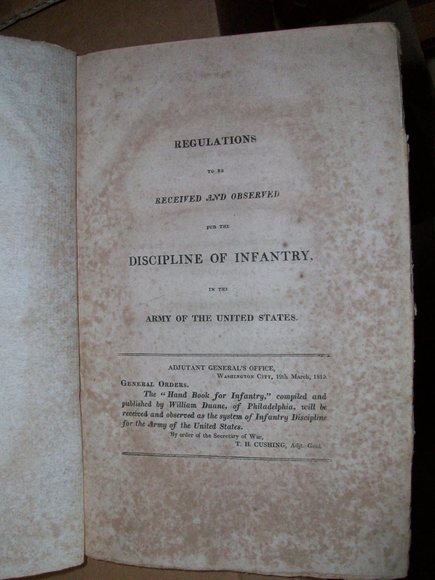 REGULATIONS
TO BE
RECEIVED AND OBSERVED
FOR THE
DISCIPLINE OF INFANTRY,
IN THE
ARMY OF THE UNITED STATES.
ADJUTANT GENERAL'S OFFICE,
WASHINGTON CITY, 19th March, 1813.
GENERAL ORDERS.
The "Hand Book for Infantry," compiled and
published by William Duane, of Philadelphia, will be
received and observed as the system of Infantry Discipline
for the Army of the United States.
By order of the Secretary of War,
T. H. CUSHING, Adjt. Genl.